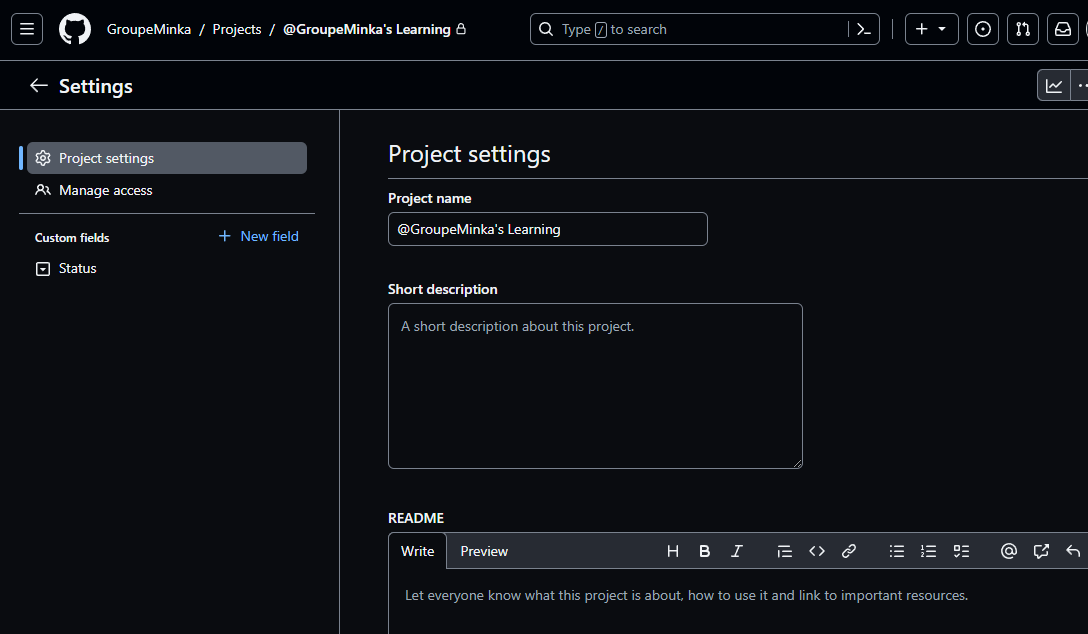 GroupeMinka / Projects / @GroupeMinka's Learning
Type / to search
Settings
Project settings
Manage access
Custom fields
New field
Status
Project settings
Project name
@GroupeMinka's Learning
Short description
A short description about this project.
README
Write Preview
Let everyone know what this project is about, how to use it and link to important resources.